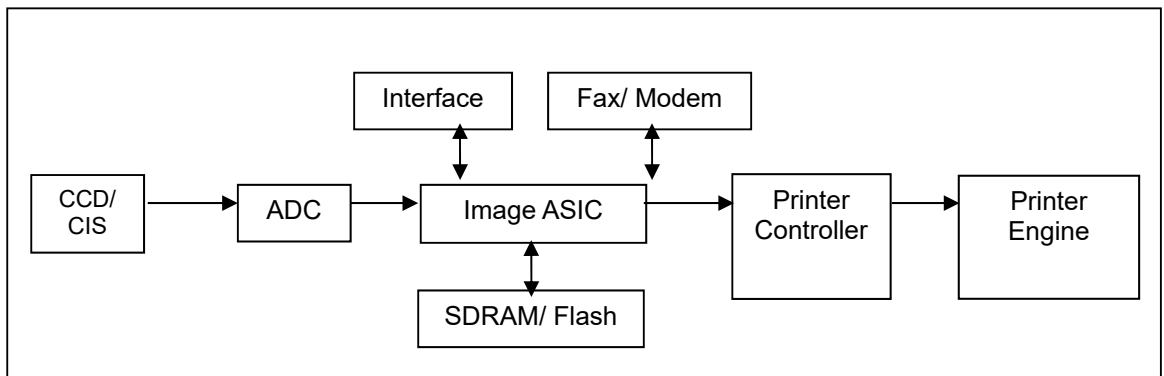 Interface
Fax/ Modem
CCD/
CIS
ADC
Image ASIC
Printer
Controller
Printer
Engine
SDRAM/ Flash